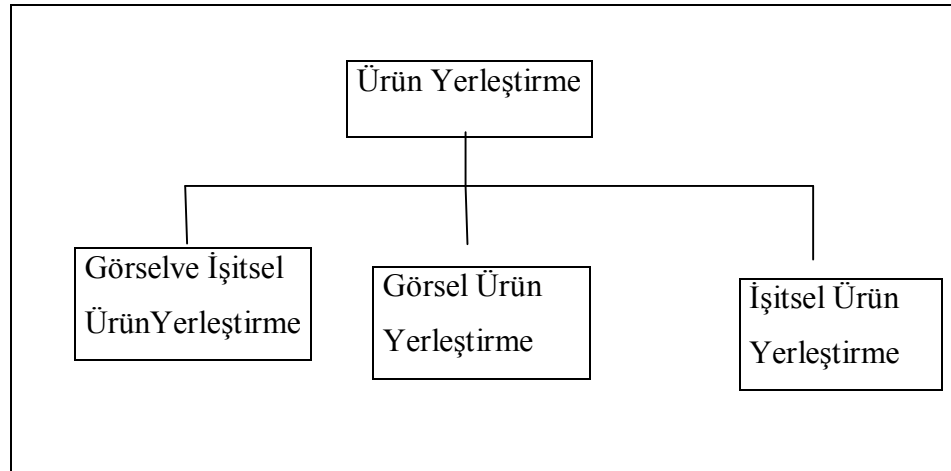 Ürün Yerleştirme
Görselve İşitsel
ÜrünYerleştirme
Görsel Ürün
Yerleştirme
İşitsel Ürün
Yerleştirme